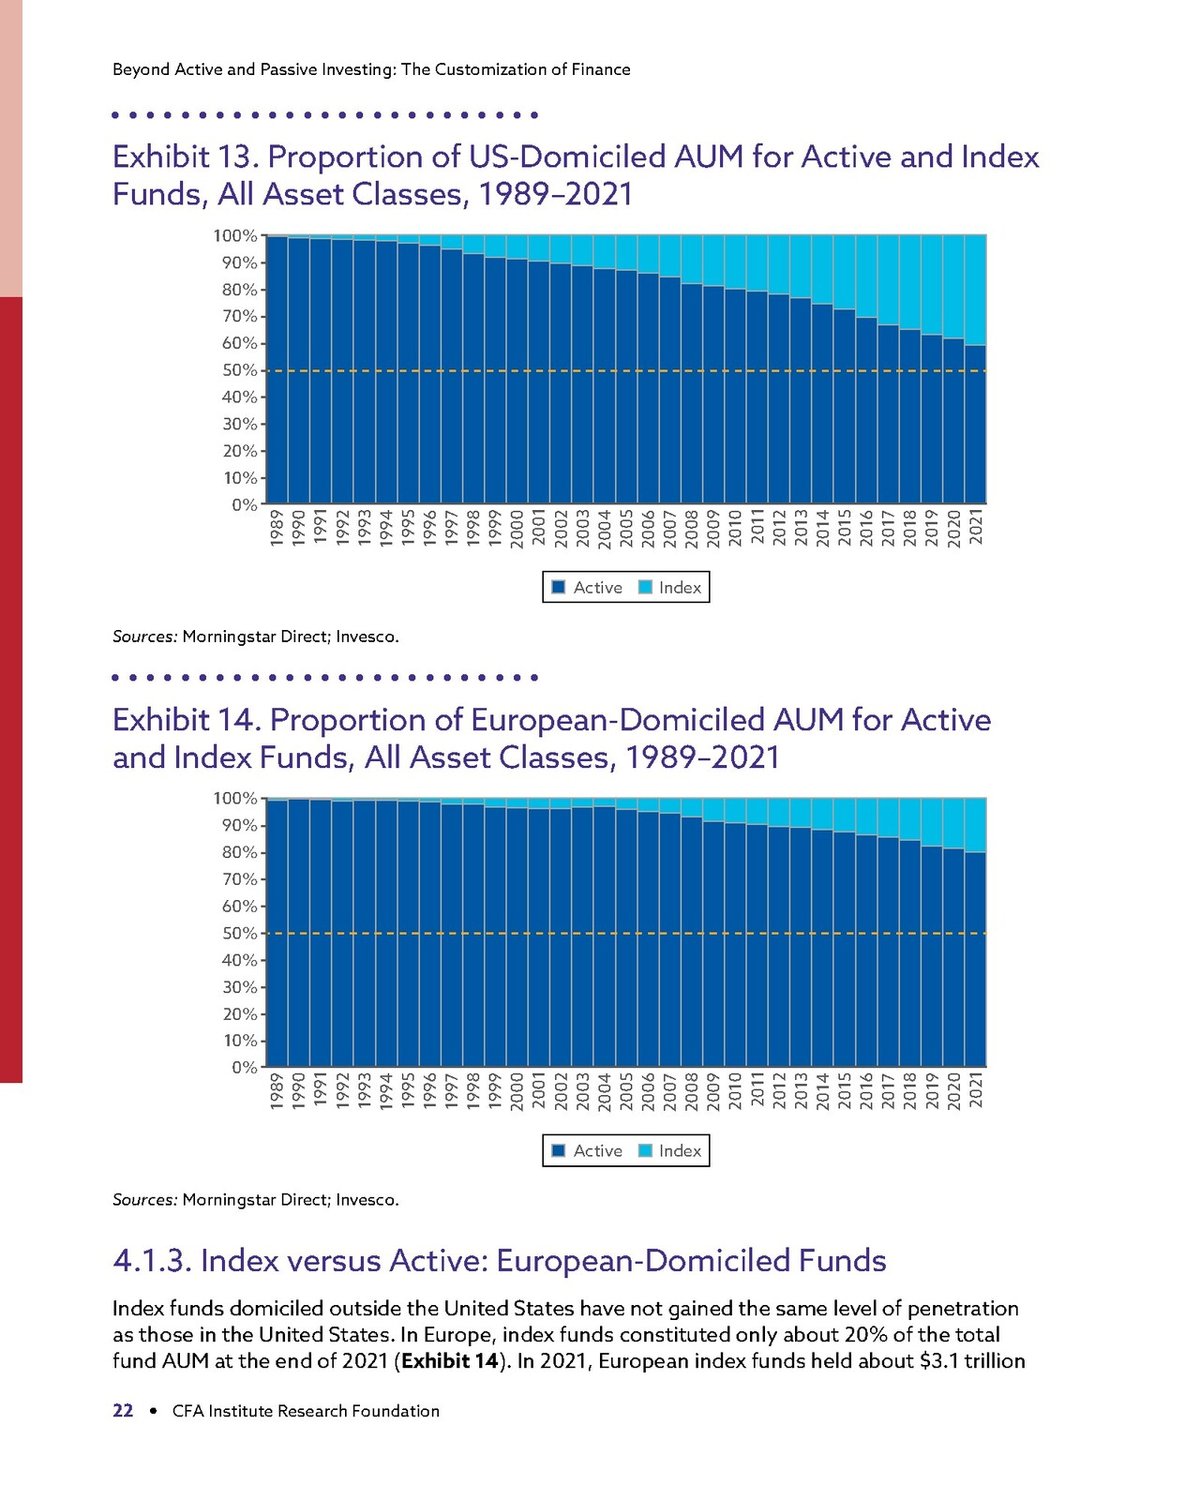 Beyond Active and Passive Investing: The Customization of Finance
Exhibit 13. Proportion of US-Domiciled AUM for Active and Index
Funds, All Asset Classes, 1989–2021
100%
90%
80%
70%
60%
50%
40%
30%
20%
10%
0%
1989 1990 1991 1992 1993 1994 1995 1996 1997 1998 1999 2000 2001 2002 2003 2004 2005 2006 2007 2008 2009 2010 2011 2012 2013 2014 2015 2016 2017 2018 2019 2020 2021
Active Index
Sources: Morningstar Direct; Invesco.
Exhibit 14. Proportion of European-Domiciled AUM for Active
and Index Funds, All Asset Classes, 1989–2021
100%
90%
80%
70%
60%
50%
40%
30%
20%
10%
0%
1989 1990 1991 1992 1993 1994 1995 1996 1997 1998 1999 2000 2001 2002 2003 2004 2005 2006 2007 2008 2009 2010 2011 2012 2013 2014 2015 2016 2017 2018 2019 2020 2021
Active Index
Sources: Morningstar Direct; Invesco.
4.1.3. Index versus Active: European-Domiciled Funds
Index funds domiciled outside the United States have not gained the same level of penetration
as those in the United States. In Europe, index funds constituted only about 20% of the total
fund AUM at the end of 2021 (Exhibit 14). In 2021, European index funds held about $3.1 trillion
22 • CFA Institute Research Foundation